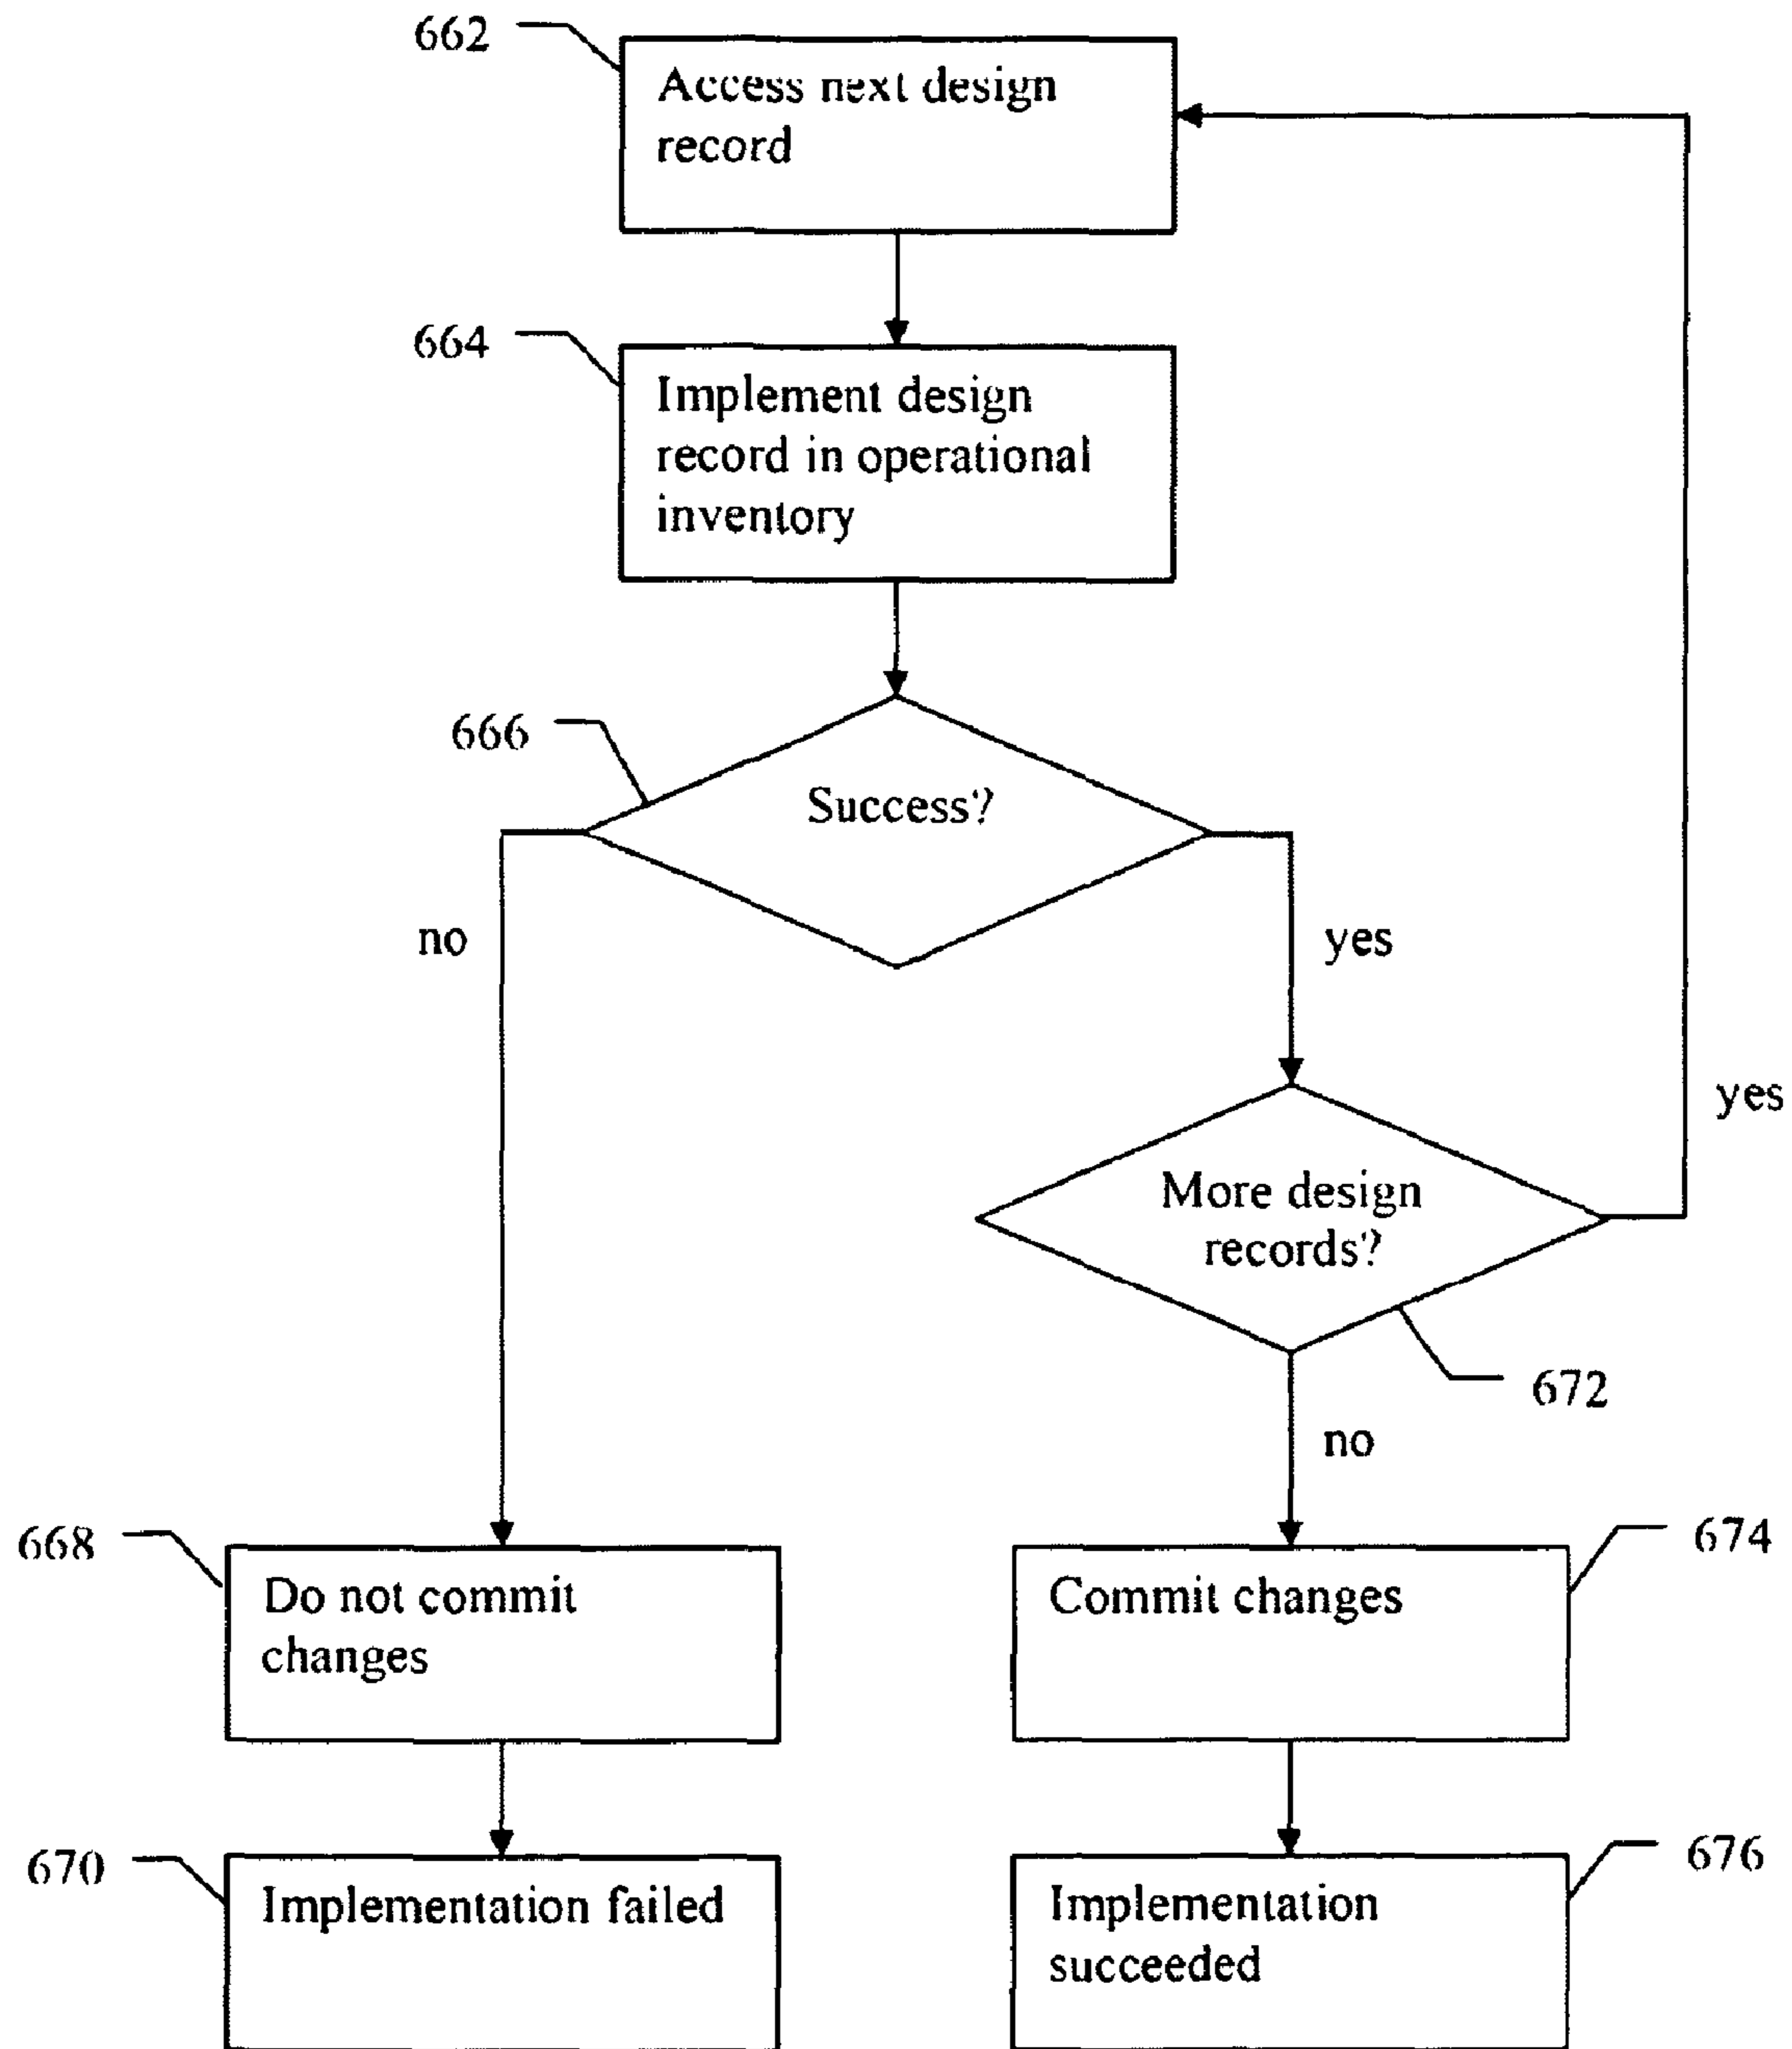 662
Access next design
record
664
Implement design
record in operational
inventory
666
Success?
no
yes
yes
More design
records?
672
no
668
Do not commit
changes
674
Commit changes
670
Implementation failed
676
Implementation
succeeded